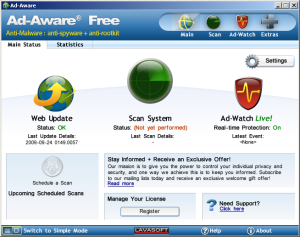 Ad-Aware
Ad-Aware® Free
Anti-Malware : anti-spyware + anti-rootkit
Main
Scan
Ad-Watch
Extras
Main Status
Statistics
Settings
Web Update
Status: OK
Last Update Details:
2008-09-24 0149.0057
Scan System
Status: (Not yet performed)
Last Scan Details:
-
Ad-Watch Live!
Real-time Protection: On
Latest Event:
<None>
Schedule a Scan
Upcoming Scheduled Scans
Stay Informed + Receive an Exclusive Offer!
Our mission is to give you the power to control your individual privacy and security, and one way we achieve this is to keep you informed. Subscribe to our mailing lists today and receive an exclusive welcome gift offer!
Read more
Manage Your License
Register
Need Support?
Click here
Switch to Simple Mode
LAVASOFT
Help
About